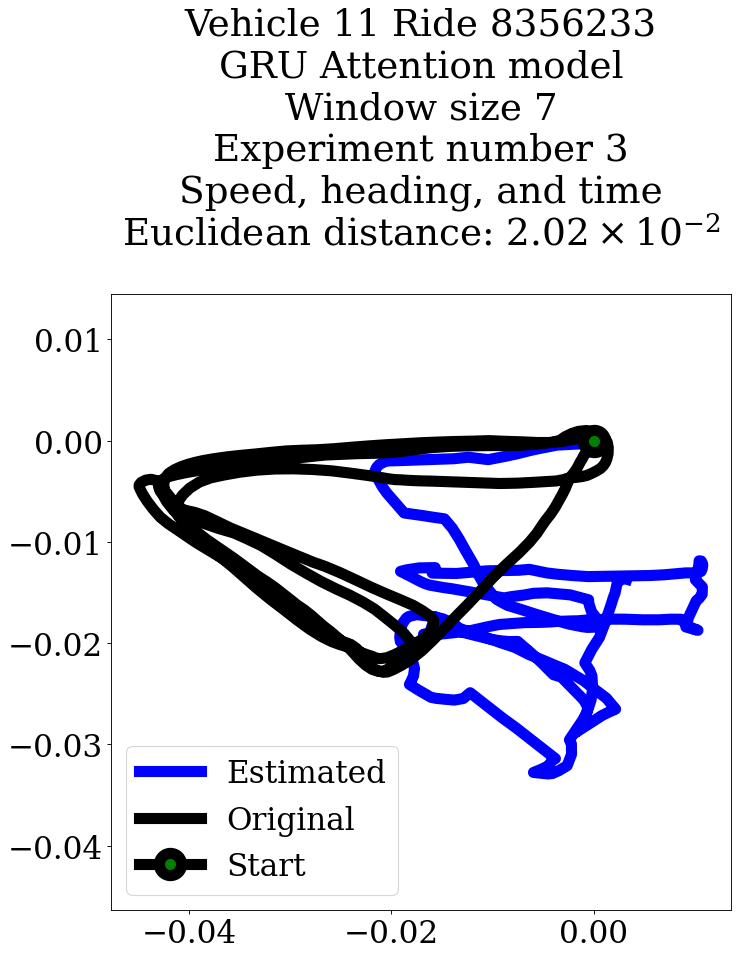 Vehicle 11 Ride 8356233
GRU Attention model
Window size 7
Experiment number 3
Speed, heading, and time
Euclidean distance: 2.02 × 10⁻²
0.01
0.00
−0.01
−0.02
−0.03
−0.04
Estimated
Original
Start
−0.04 −0.02 0.00